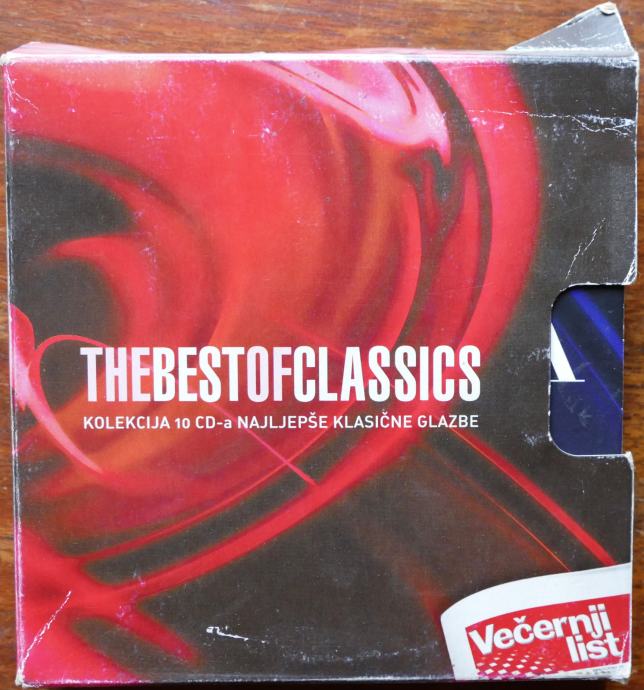 THEBESTOFCLASSICS
KOLEKCIJA 10 CD-a NAJLJEPŠE KLASIČNE GLAZBE
Večernji
list